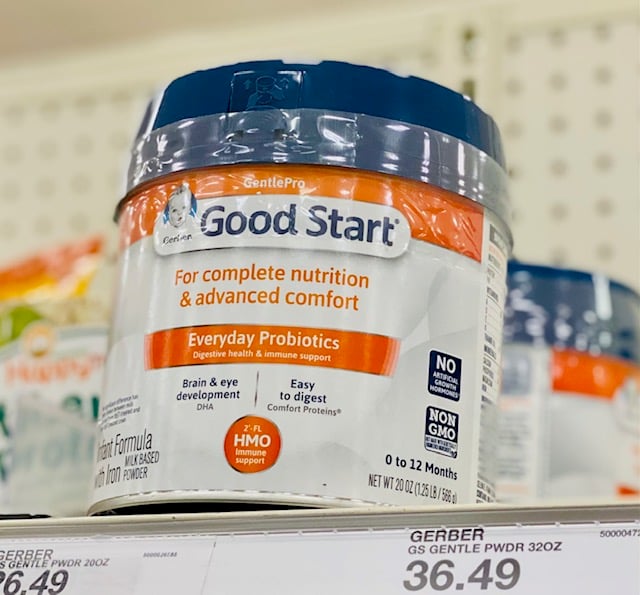 GentlePro
Gerber
Good Start
For complete nutrition
& advanced comfort
Everyday Probiotics
Digestive health & immune support
Brain & eye
development
DHA
Easy
to digest
Comfort Proteins®
2'-FL
HMO
Immune
support
NO
ARTIFICIAL
GROWTH
HORMONES
NON
GMO
Infant Formula
with Iron
MILK BASED
POWDER
0 to 12 Months
NET WT 20 OZ (1.25 LB / 566 g)
GERBER
GS GENTLE PWDR 20OZ
26.49
GERBER
GS GENTLE PWDR 32OZ
36.49
5000047